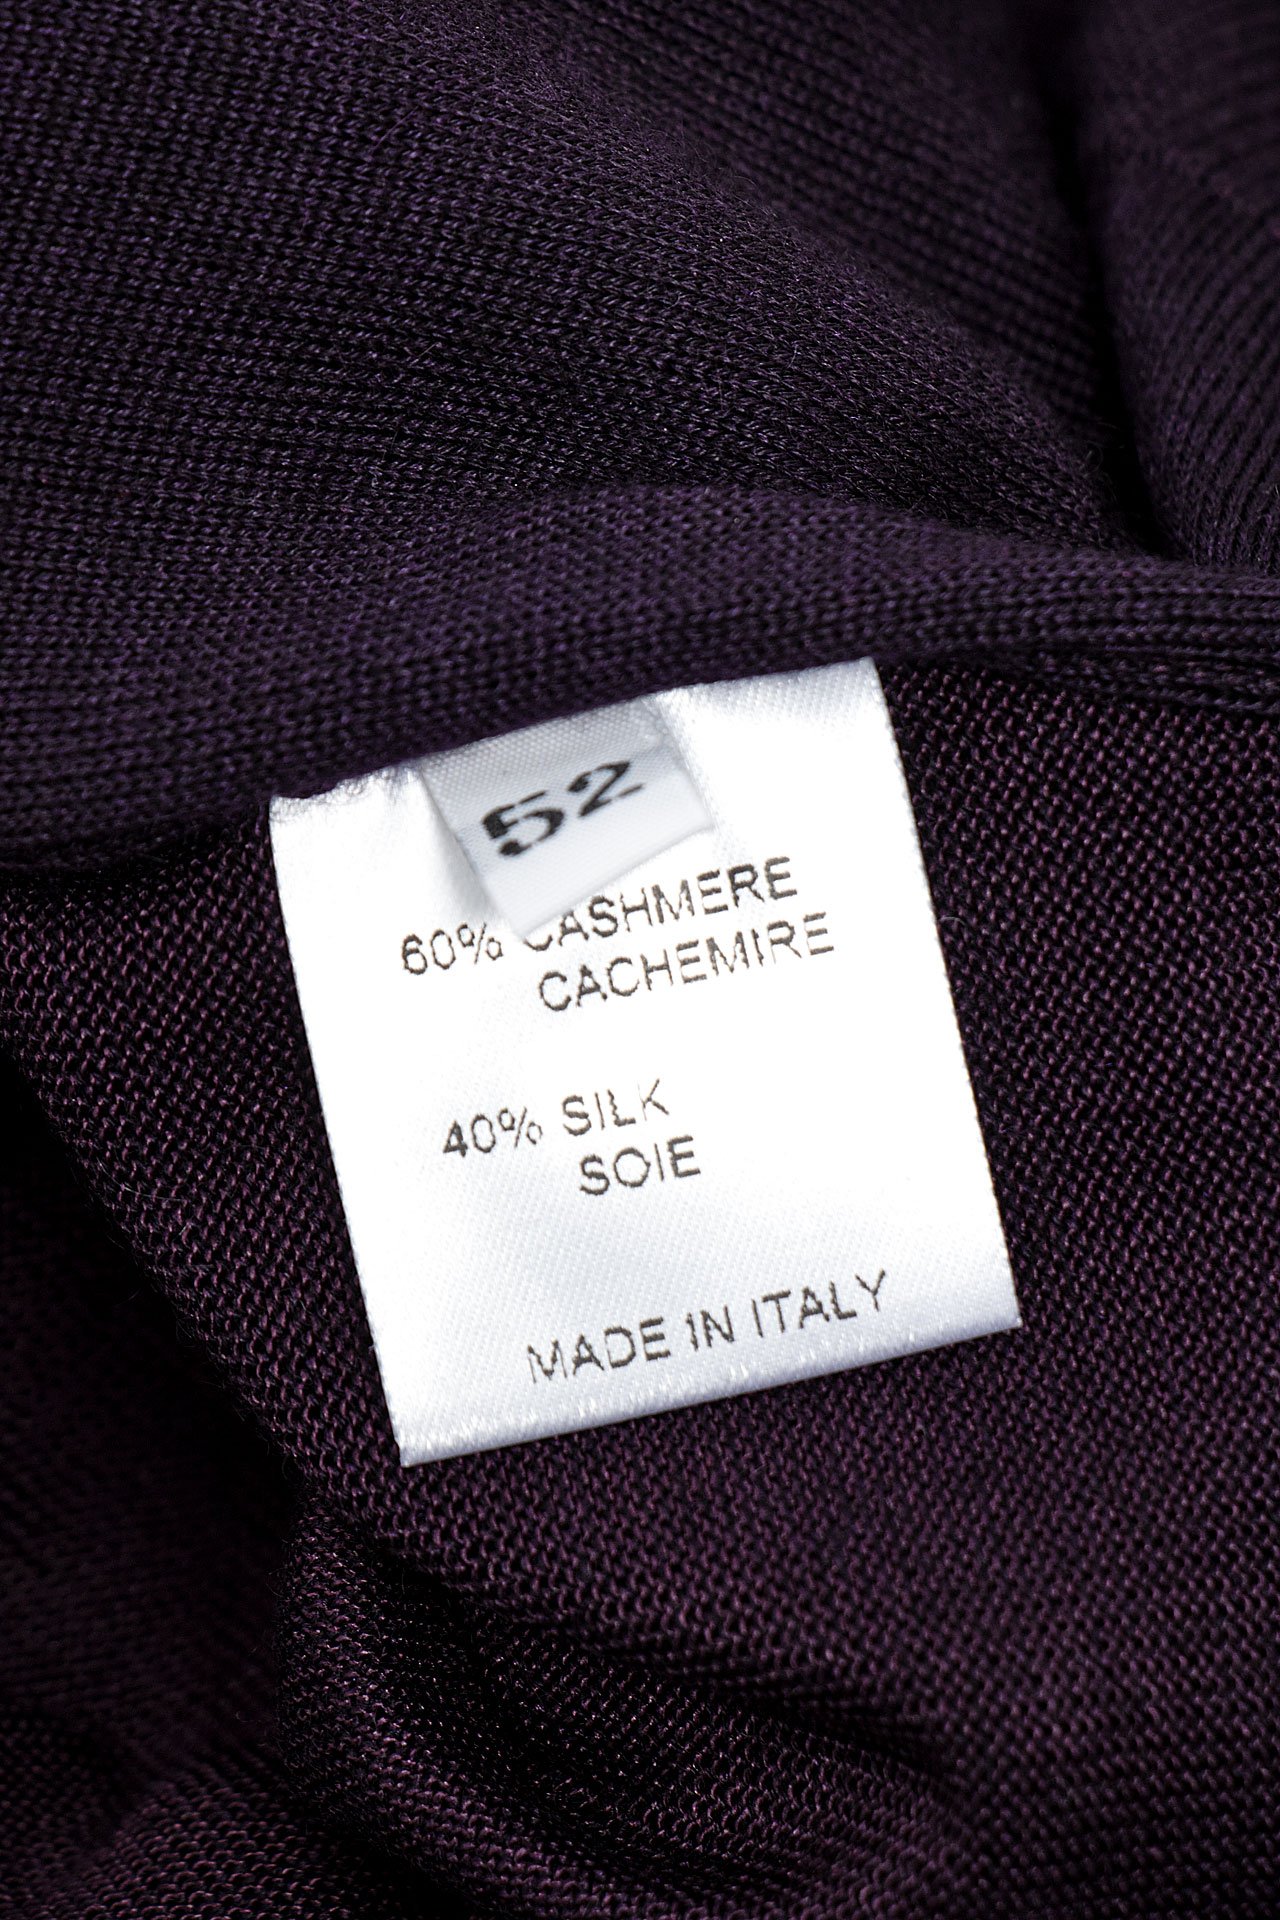 52
60% CASHMERE
CACHEMIRE
40% SILK
SOIE
MADE IN ITALY